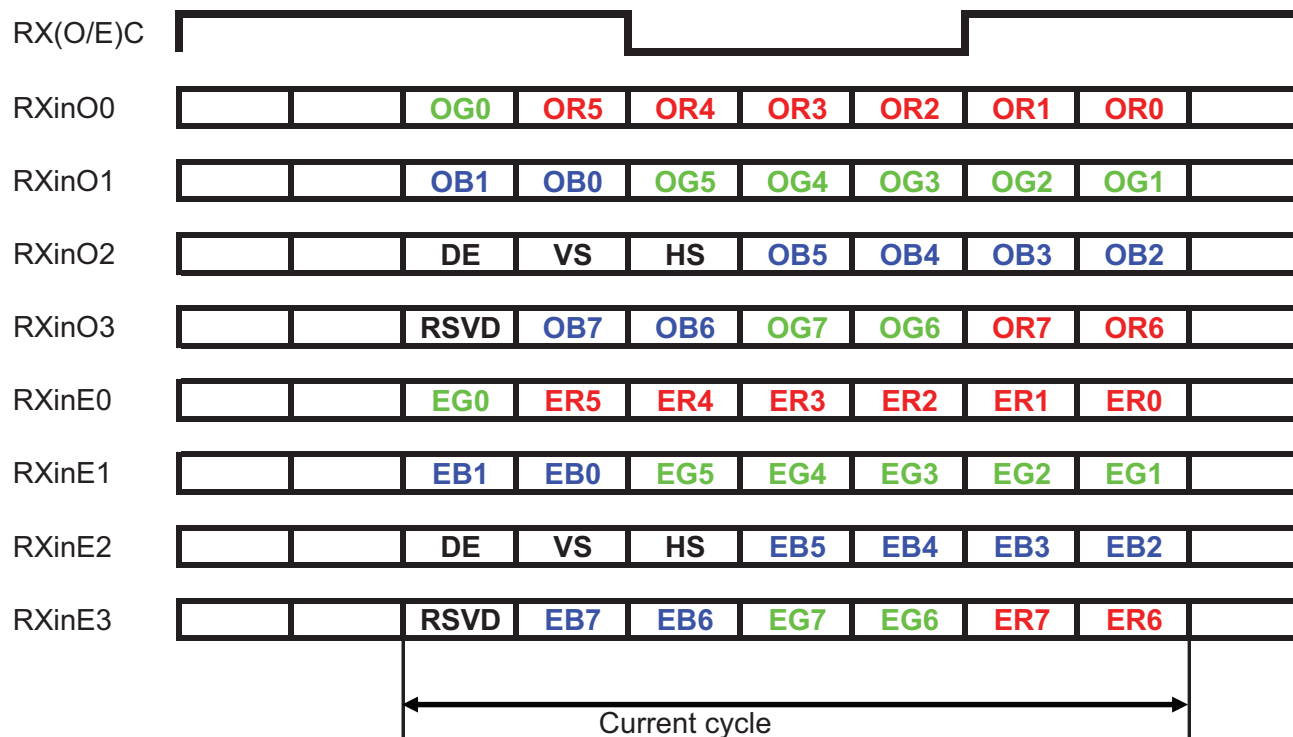 RX(O/E)C
RXinO0 OG0 OR5 OR4 OR3 OR2 OR1 OR0
RXinO1 OB1 OB0 OG5 OG4 OG3 OG2 OG1
RXinO2 DE VS HS OB5 OB4 OB3 OB2
RXinO3 RSVD OB7 OB6 OG7 OG6 OR7 OR6
RXinE0 EG0 ER5 ER4 ER3 ER2 ER1 ER0
RXinE1 EB1 EB0 EG5 EG4 EG3 EG2 EG1
RXinE2 DE VS HS EB5 EB4 EB3 EB2
RXinE3 RSVD EB7 EB6 EG7 EG6 ER7 ER6
Current cycle